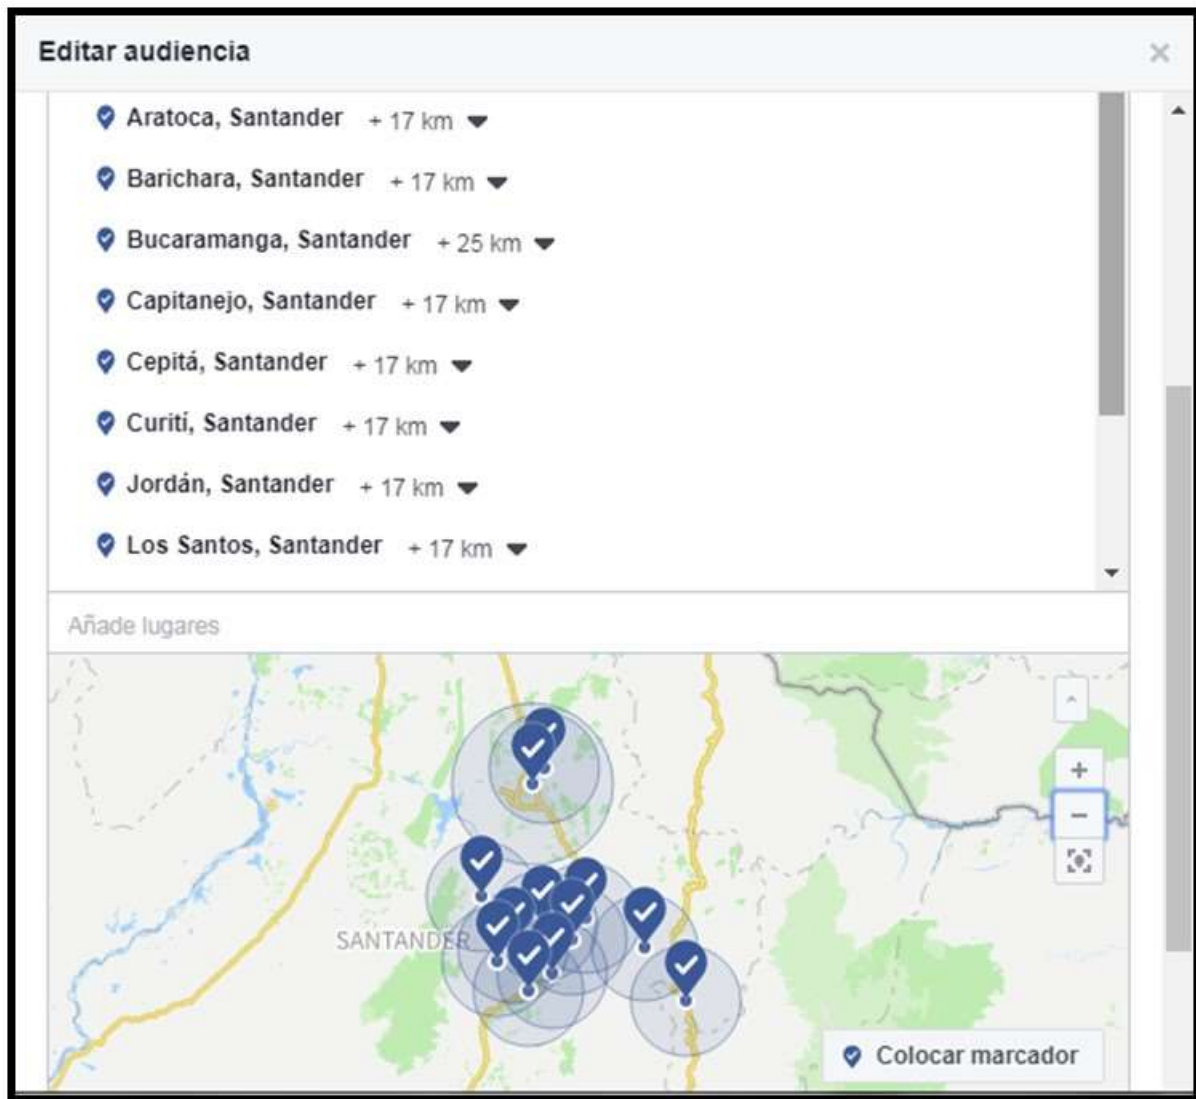 Editar audiencia
Aratoca, Santander + 17 km
Barichara, Santander + 17 km
Bucaramanga, Santander + 25 km
Capitanejo, Santander + 17 km
Cepitá, Santander + 17 km
Curití, Santander + 17 km
Jordán, Santander + 17 km
Los Santos, Santander + 17 km
Añade lugares
SANTANDER
Colocar marcador